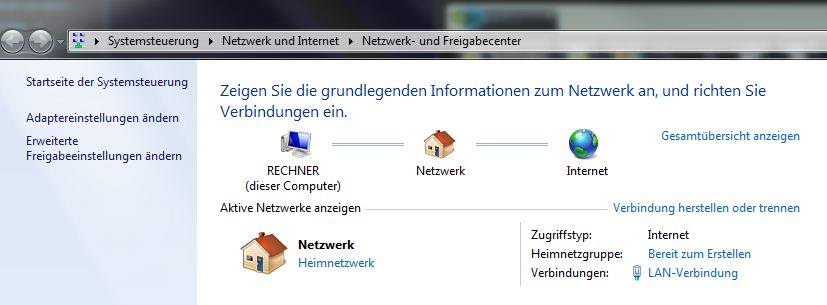 Systemsteuerung Netzwerk und Internet Netzwerk- und Freigabecenter
Startseite der Systemsteuerung
Adaptereinstellungen ändern
Erweiterte
Freigabeeinstellungen ändern
Zeigen Sie die grundlegenden Informationen zum Netzwerk an, und richten Sie
Verbindungen ein.
Gesamtübersicht anzeigen
RECHNER
(dieser Computer)
Netzwerk
Internet
Aktive Netzwerke anzeigen
Verbindung herstellen oder trennen
Netzwerk
Heimnetzwerk
Zugriffstyp: Internet
Heimnetzgruppe: Bereit zum Erstellen
Verbindungen: LAN-Verbindung